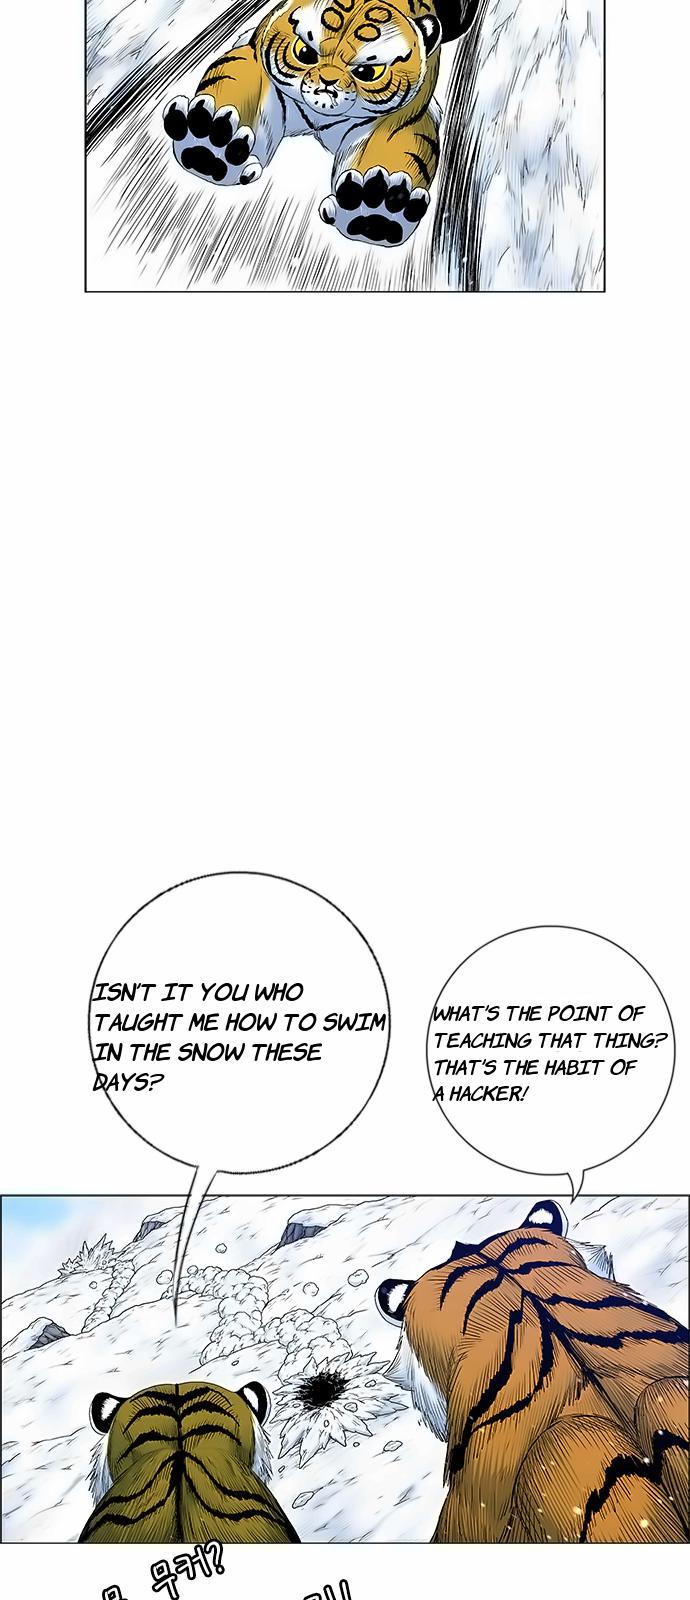 ISN'T IT YOU WHO
TAUGHT ME HOW TO SWIM
IN THE SNOW THESE
DAYS?
WHAT'S THE POINT OF
TEACHING THAT THING?
THAT'S THE HABIT OF
A HACKER!
무커?